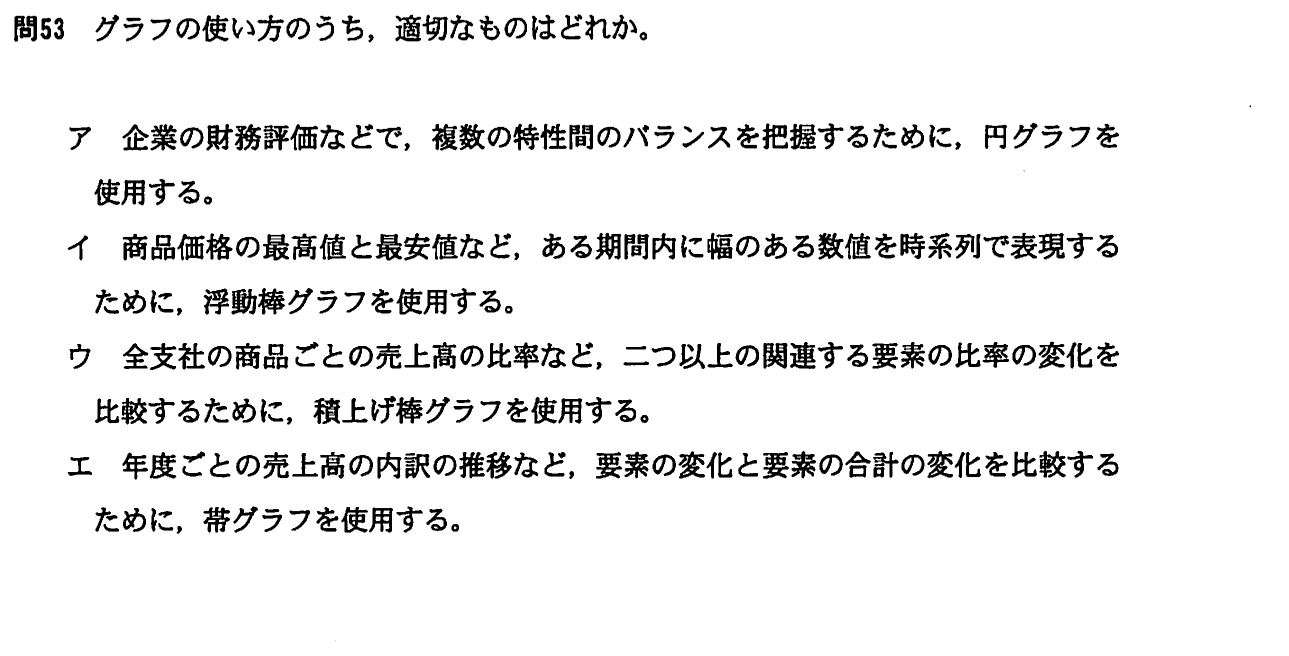 問53　グラフの使い方のうち，適切なものはどれか。
ア　企業の財務評価などで，複数の特性間のバランスを把握するために，円グラフを
使用する。
イ　商品価格の最高値と最安値など，ある期間内に幅のある数値を時系列で表現する
ために，浮動棒グラフを使用する。
ウ　全支社の商品ごとの売上高の比率など，二つ以上の関連する要素の比率の変化を
比較するために，積上げ棒グラフを使用する。
エ　年度ごとの売上高の内訳の推移など，要素の変化と要素の合計の変化を比較する
ために，帯グラフを使用する。